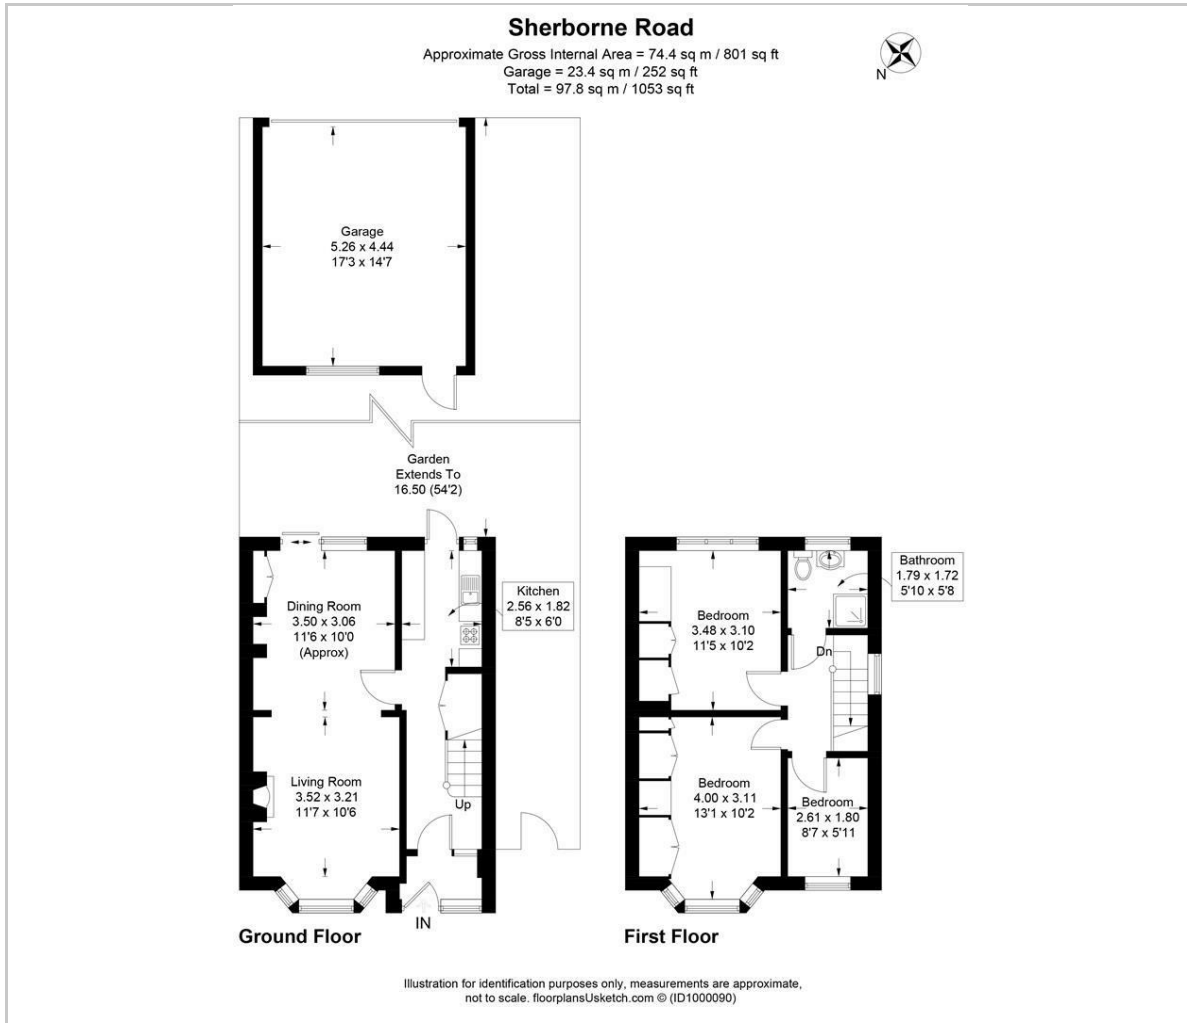 Sherborne Road
Approximate Gross Internal Area = 74.4 sq m / 801 sq ft
Garage = 23.4 sq m / 252 sq ft
Total = 97.8 sq m / 1053 sq ft
N
Garage
5.26 x 4.44
17'3 x 14'7
Garden
Extends To
16.50 (54'2)
Dining Room
3.50 x 3.06
11'6 x 10'0
(Approx)
Kitchen
2.56 x 1.82
8'5 x 6'0
Living Room
3.52 x 3.21
11'7 x 10'6
Up
IN
Ground Floor
Bathroom
1.79 x 1.72
5'10 x 5'8
Bedroom
3.48 x 3.10
11'5 x 10'2
Dn
Bedroom
4.00 x 3.11
13'1 x 10'2
Bedroom
2.61 x 1.80
8'7 x 5'11
First Floor
Illustration for identification purposes only, measurements are approximate,
not to scale. floorplansUsketch.com © (ID1000090)